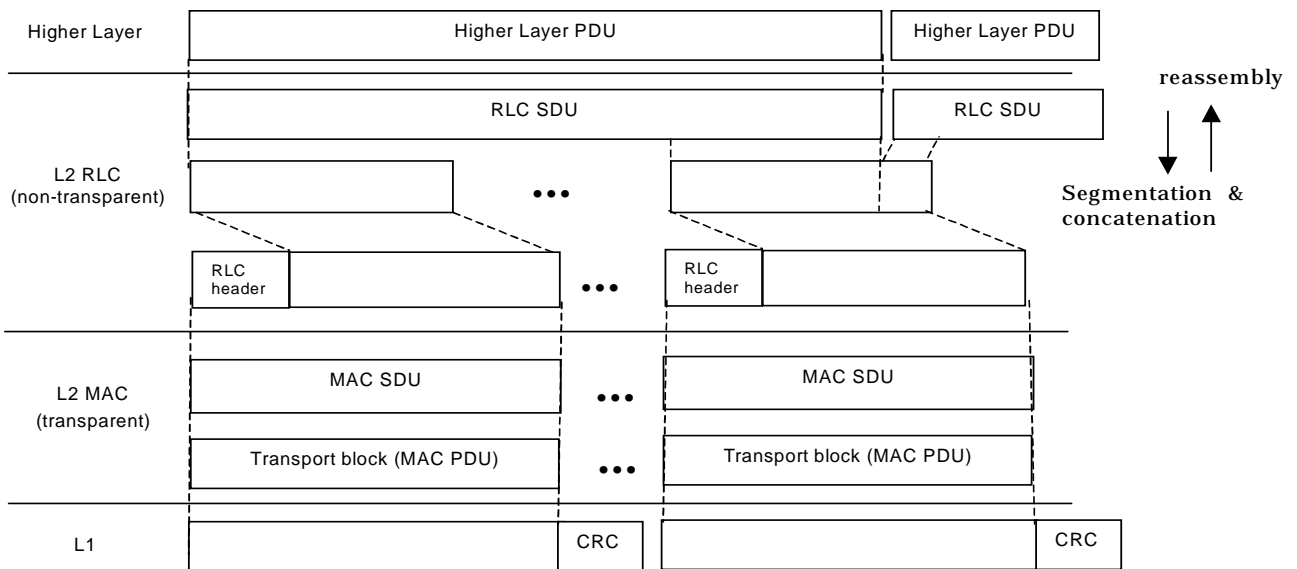 Higher Layer
Higher Layer PDU
Higher Layer PDU
reassembly
RLC SDU
RLC SDU
L2 RLC
(non-transparent)
Segmentation &
concatenation
RLC
header
RLC
header
MAC SDU
MAC SDU
L2 MAC
(transparent)
Transport block (MAC PDU)
Transport block (MAC PDU)
L1
CRC
CRC